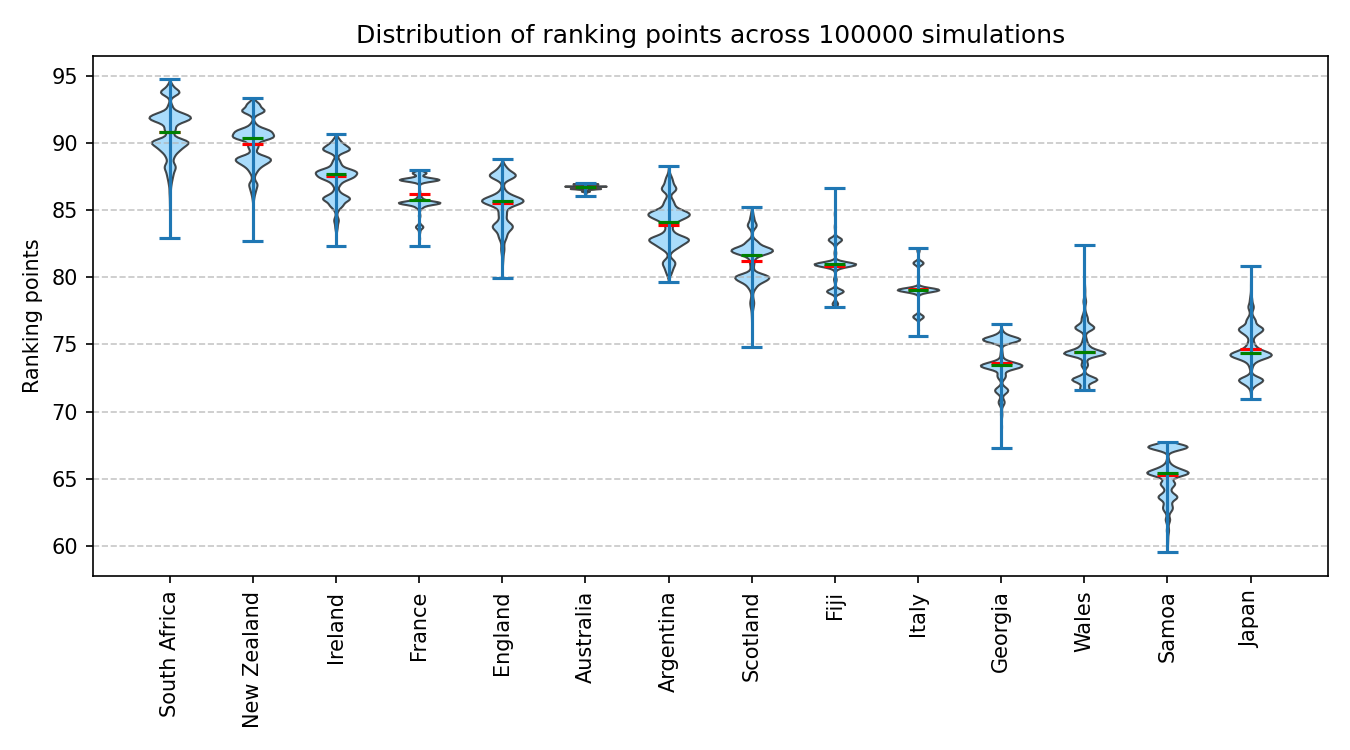 Distribution of ranking points across 100000 simulations
Ranking points
95
90
85
80
75
70
65
60
South Africa
New Zealand
Ireland
France
England
Australia
Argentina
Scotland
Fiji
Italy
Georgia
Wales
Samoa
Japan